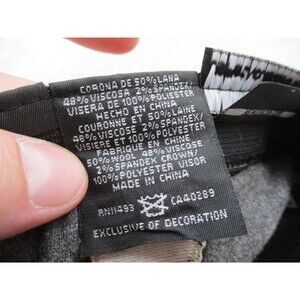 CORONA DE 50% LANA
48% VISCOSA 2% SPANDEX/
VISERA DE 100% POLIESTER
HECHO EN CHINA
COURONNE ET 50% LAINE
48% VISCOSE 2% SPANDEX/
VISIERE EN 100% POLYESTER
FABRIQUE EN CHINE
50% WOOL 48% VISCOSE
2% SPANDEX CROWN/
100% POLYESTER VISOR
MADE IN CHINA
RN11493 CA40289
EXCLUSIVE OF DECORATION